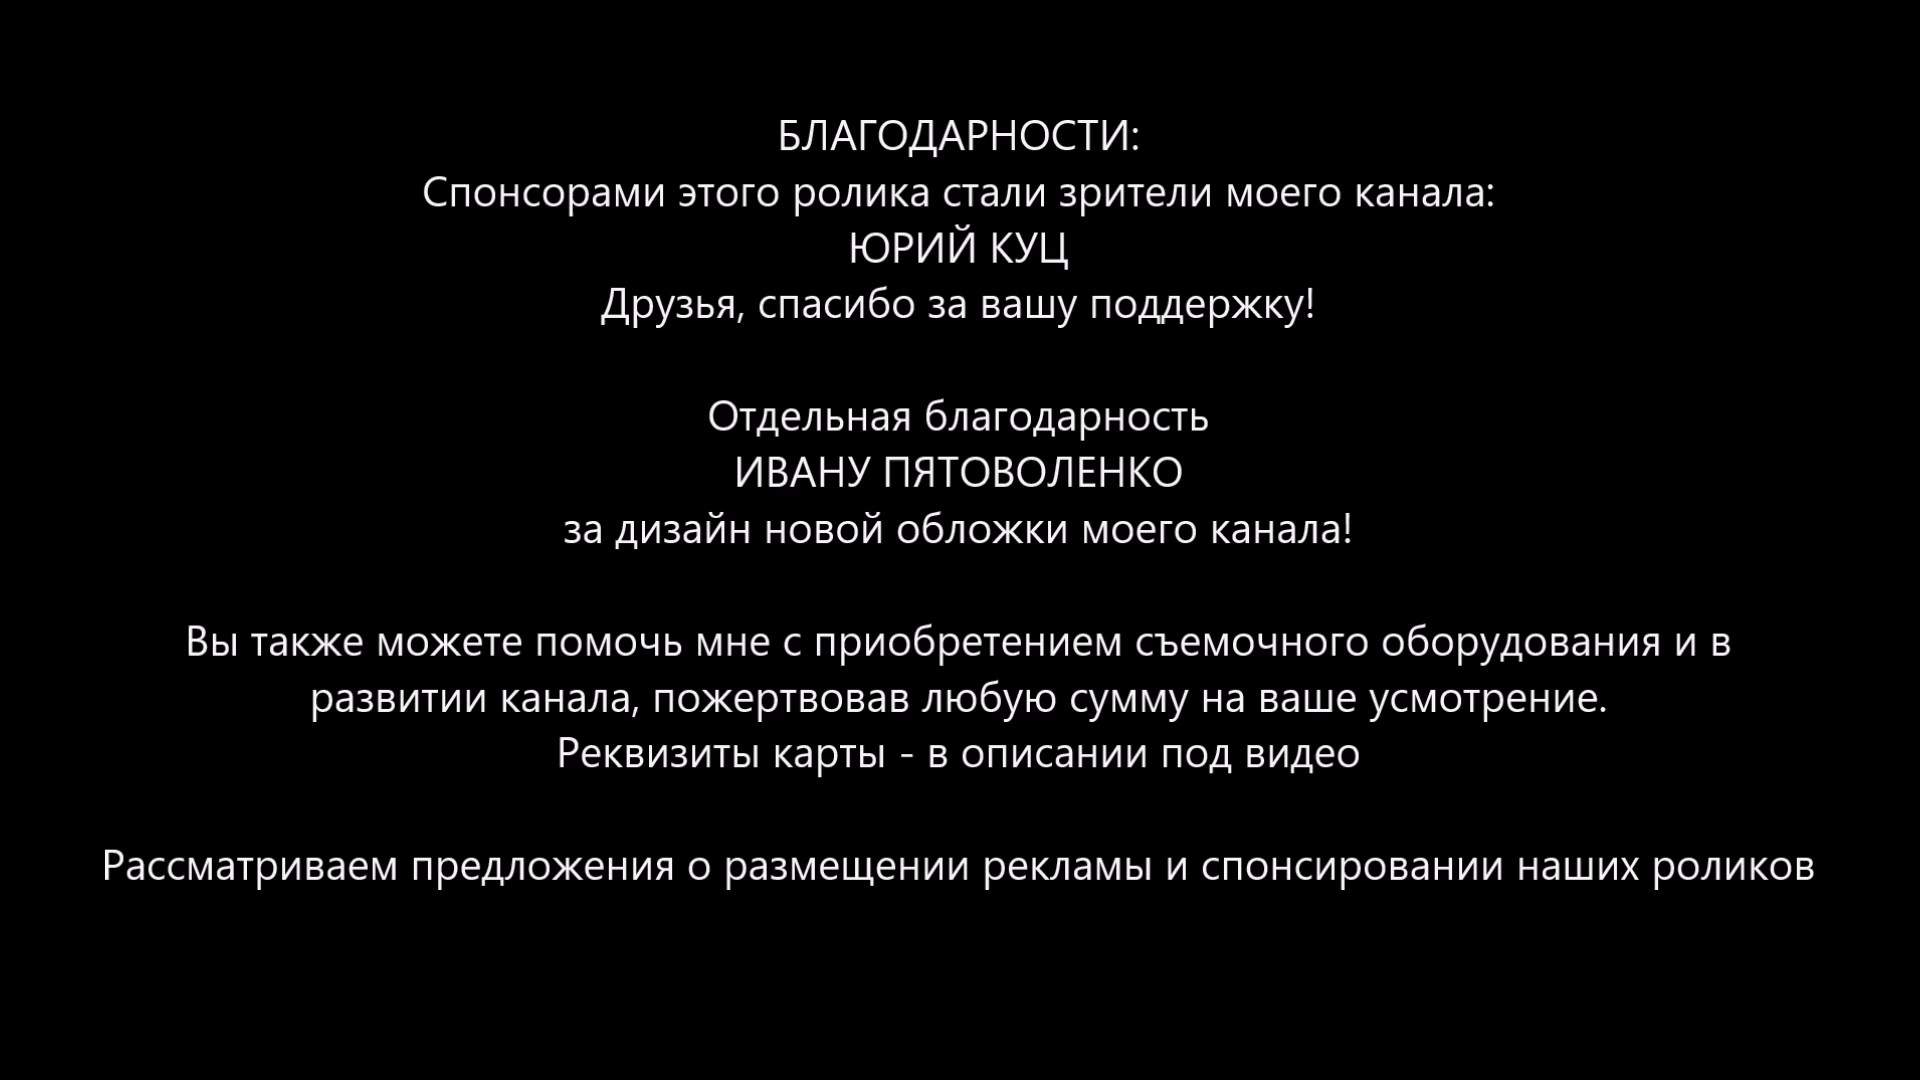 БЛАГОДАРНОСТИ:
Спонсорами этого ролика стали зрители моего канала:
ЮРИЙ КУЦ
Друзья, спасибо за вашу поддержку!
Отдельная благодарность
ИВАНУ ПЯТОВОЛЕНКО
за дизайн новой обложки моего канала!
Вы также можете помочь мне с приобретением съемочного оборудования и в
развитии канала, пожертвовав любую сумму на ваше усмотрение.
Реквизиты карты - в описании под видео
Рассматриваем предложения о размещении рекламы и спонсировании наших роликов